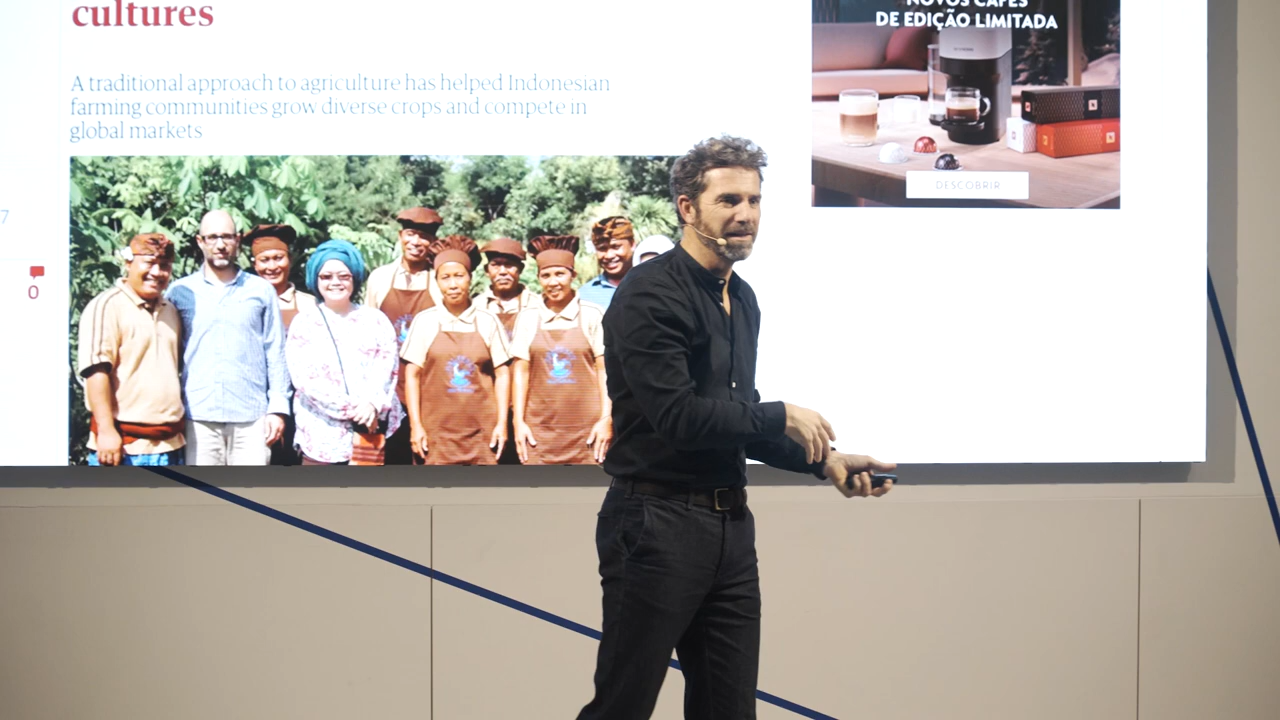 cultures
A traditional approach to agriculture has helped Indonesian
farming communities grow diverse crops and compete in
global markets
7
0
NOVOS CAFÉS
DE EDIÇÃO LIMITADA
DESCOBRIR